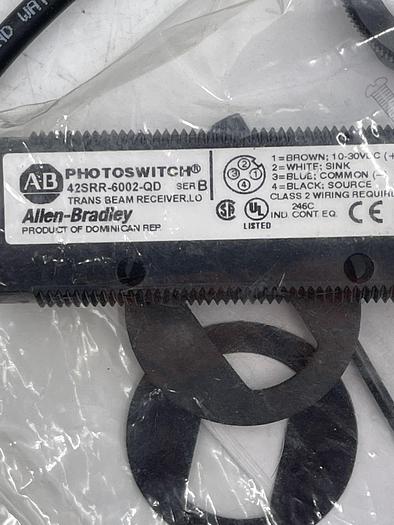 AB PHOTOSWITCH®
42SRR-6002-QD SER B
TRANS BEAM RECEIVER.LO
Allen-Bradley
PRODUCT OF DOMINICAN REP
2
3 1
4
1=BROWN; 10-30VDC (+
2=WHITE; SINK
3=BLUE; COMMON (-
4=BLACK; SOURCE
CLASS 2 WIRING REQUIRE
SA UL 246C
LISTED IND CONT EQ. CE